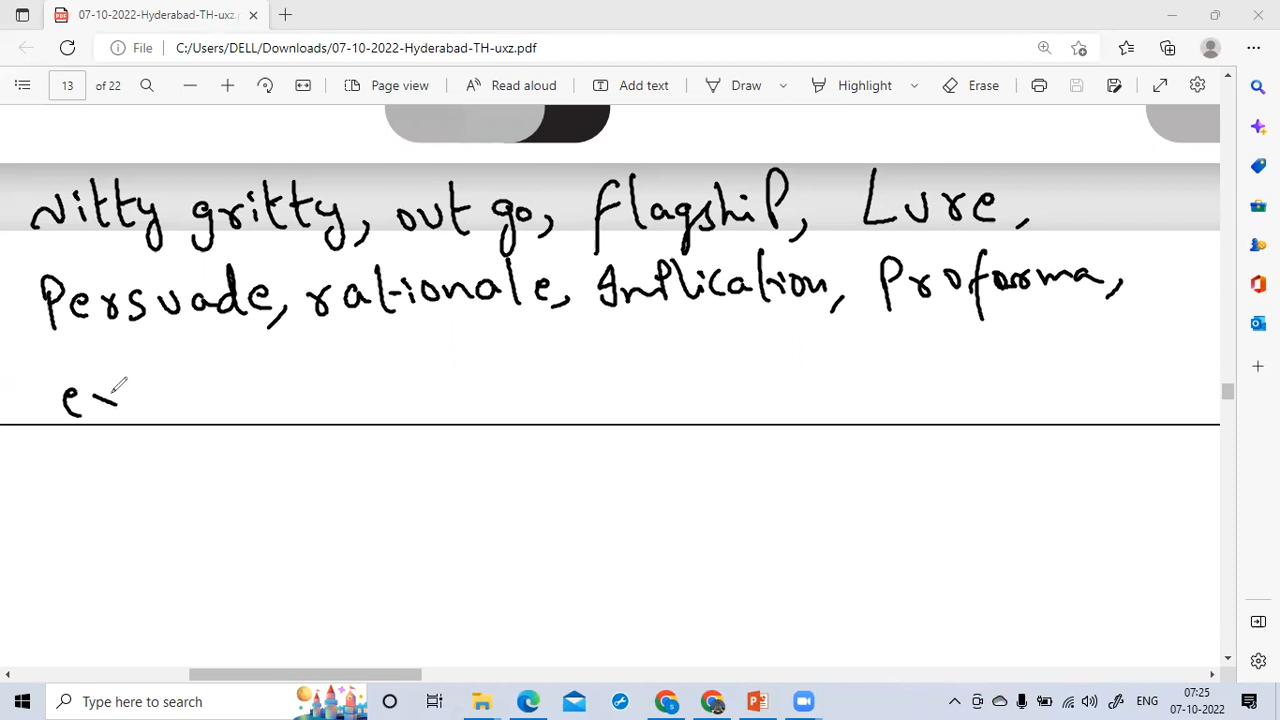 07-10-2022-Hyderabad-TH-uxz.p
File C:/Users/DELL/Downloads/07-10-2022-Hyderabad-TH-uxz.pdf
13 of 22 Page view Read aloud Add text Draw Highlight Erase
Nitty gritty, out go, flagship, Lure,
Persuade, rationale, Implication, Proforma,
Type here to search ENG 07:25
07-10-2022